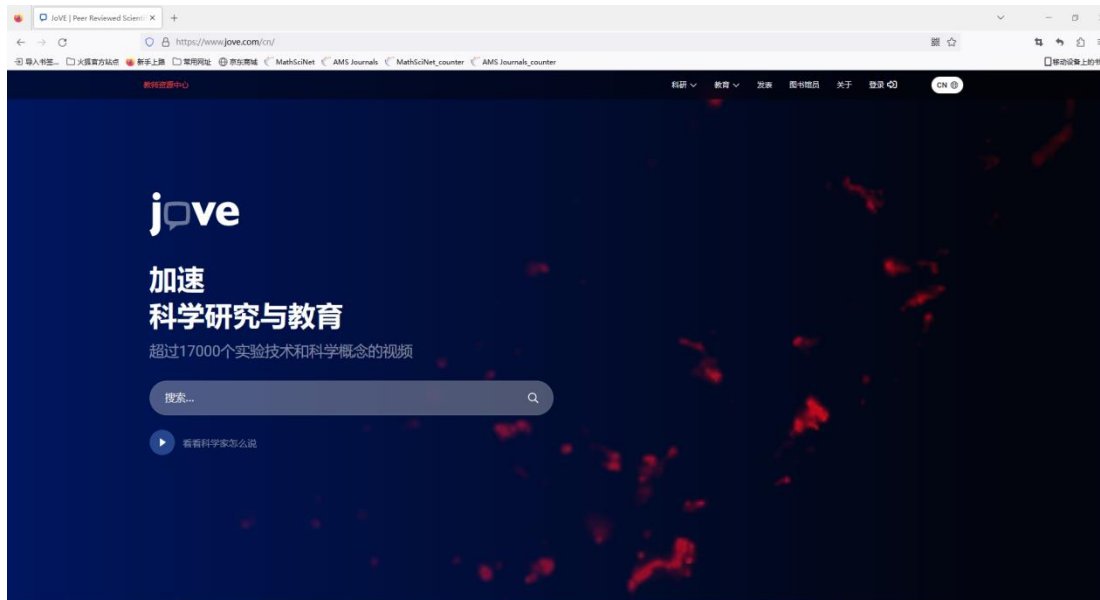 JoVE | Peer Reviewed Scienti
https://www.jove.com/cn/
导入书签... 火狐官方站点 新手上路 常用网址 京东商城 MathSciNet AMS Journals MathSciNet_counter AMS Journals_counter 移动设备上的书
教师资源中心 科研 教育 发表 图书馆员 关于 登录 CN
jove
加速
科学研究与教育
超过17000个实验技术和科学概念的视频
搜索...
看看科学家怎么说